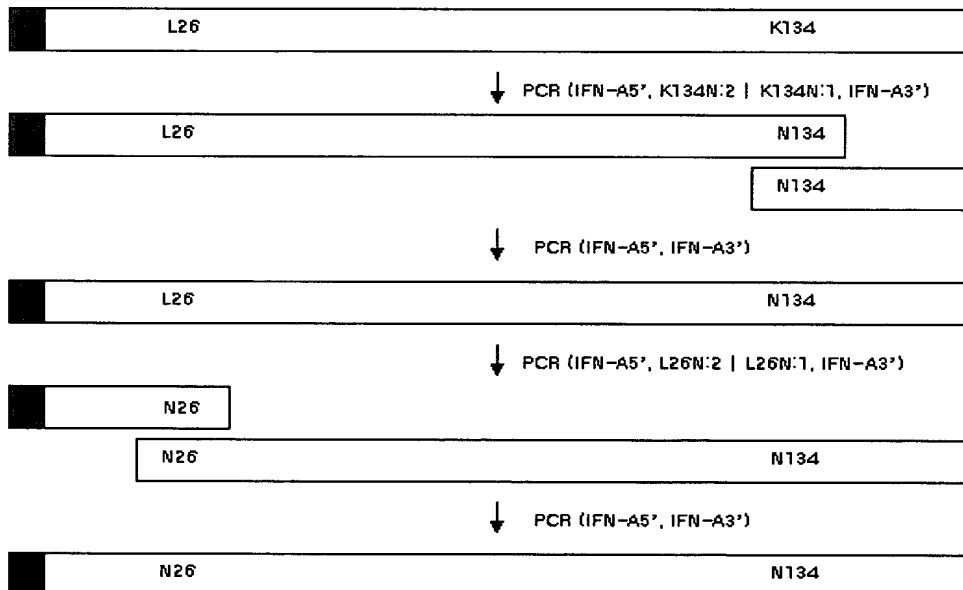 L26 K134
PCR (IFN-A5', K134N:2 | K134N:1, IFN-A3')
L26 N134
N134
PCR (IFN-A5', IFN-A3')
L26 N134
PCR (IFN-A5', L26N:2 | L26N:1, IFN-A3')
N26
N26 N134
PCR (IFN-A5', IFN-A3')
N26 N134